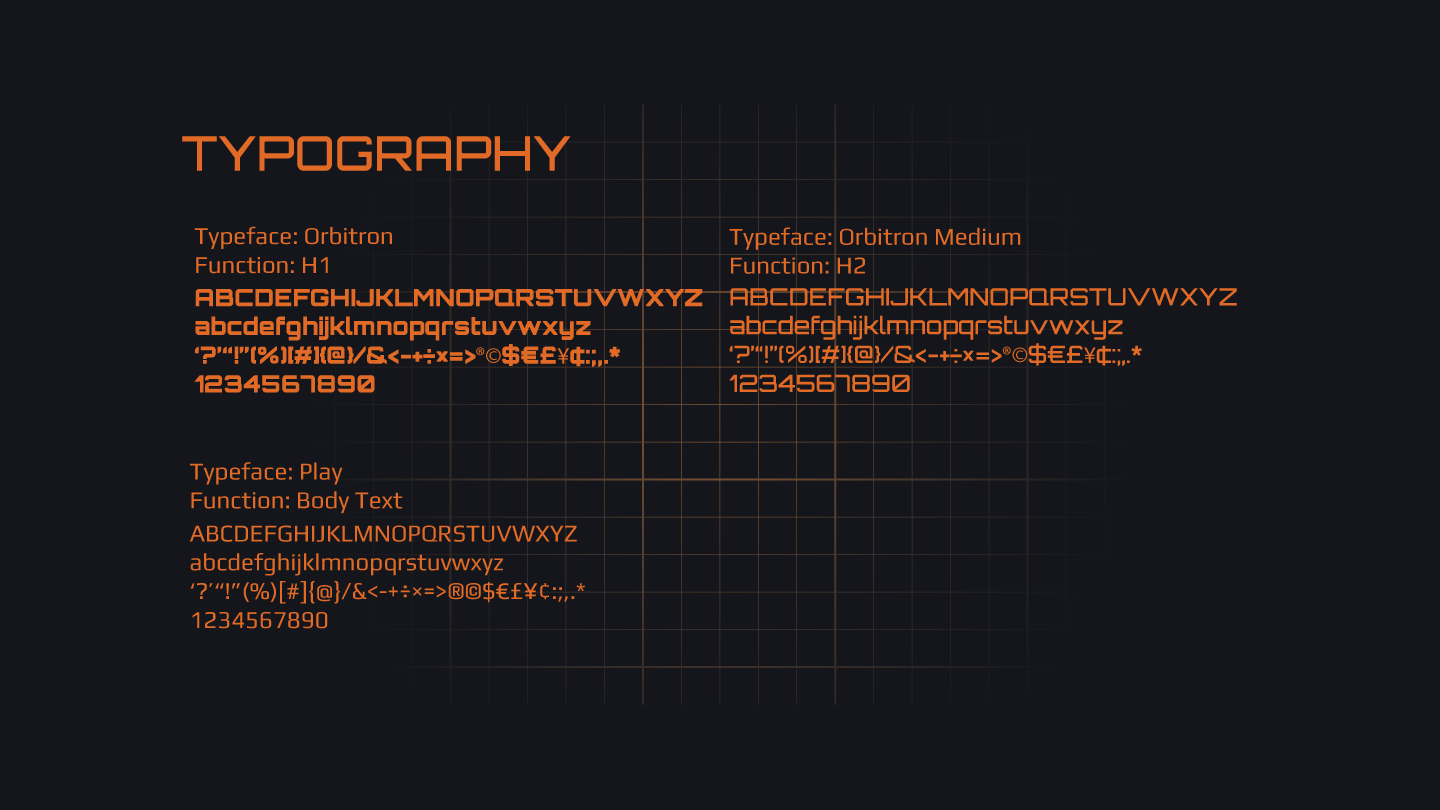 TYPOGRAPHY
Typeface: Orbitron
Function: H1
ABCDEFGHIJKLMNOPQRSTUVWXYZ
abcdefghijklmnopqrstuvwxyz
‘?’“!”(%)[#]{@}/&<-+÷×=>®©$€£¥¢:;,.*
1234567890
Typeface: Orbitron Medium
Function: H2
ABCDEFGHIJKLMNOPQRSTUVWXYZ
abcdefghijklmnopqrstuvwxyz
‘?’“!”(%)[#]{@}/&<-+÷×=>®©$€£¥¢:;,.*
1234567890
Typeface: Play
Function: Body Text
ABCDEFGHIJKLMNOPQRSTUVWXYZ
abcdefghijklmnopqrstuvwxyz
‘?’“!”(%)[#]{@}/&<-+÷×=>®©$€£¥¢:;,.*
1234567890